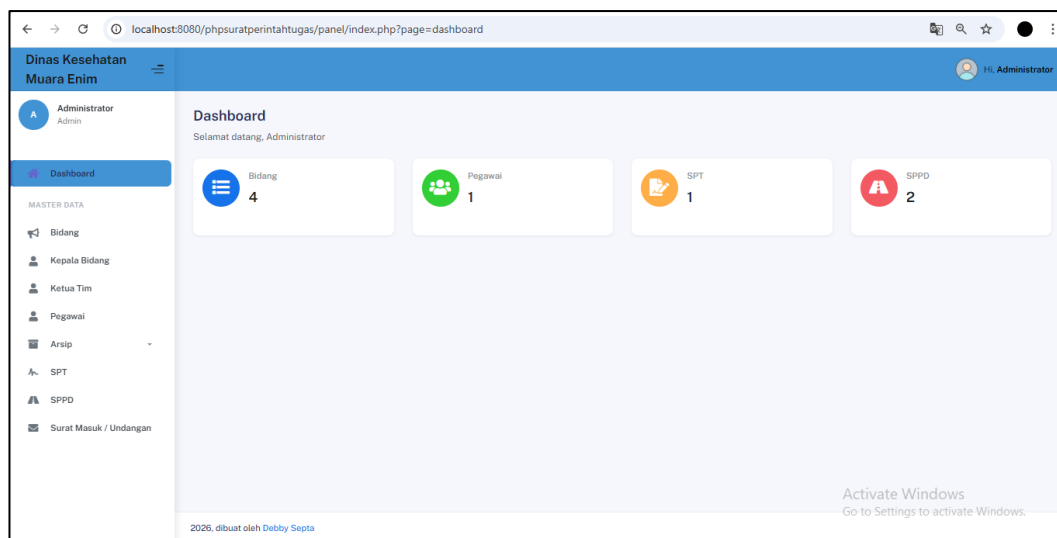 localhost:8080/phpsuratperintahtugas/panel/index.php?page=dashboard
Dinas Kesehatan
Muara Enim
Hi, Administrator
A
Administrator
Admin
Dashboard
Selamat datang, Administrator
Dashboard
MASTER DATA
Bidang
Kepala Bidang
Ketua Tim
Pegawai
Arsip
SPT
SPPD
Surat Masuk / Undangan
Bidang
4
Pegawai
1
SPT
1
SPPD
2
Activate Windows
Go to Settings to activate Windows.
2026, dibuat oleh Debby Septa